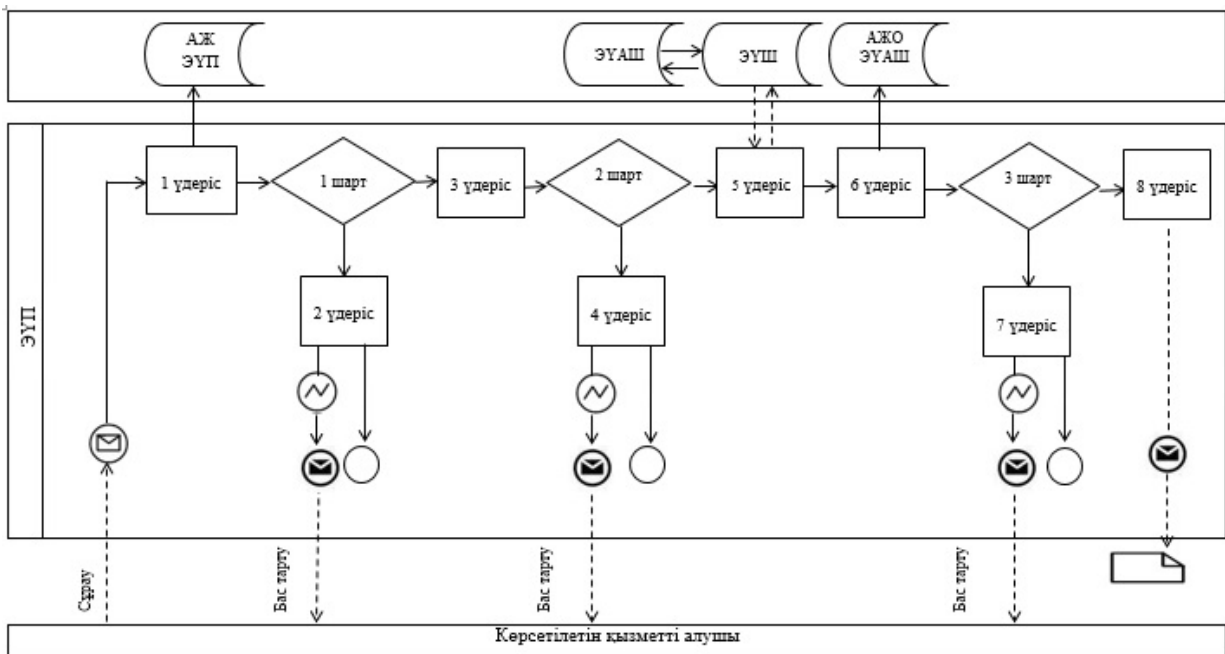 АЖ
ЭҮП
ЭҮАШ
ЭҮШ
АЖО
ЭҮАШ
ЭҮП
1 үдеріс
1 шарт
3 үдеріс
2 шарт
5 үдеріс
6 үдеріс
3 шарт
8 үдеріс
2 үдеріс
4 үдеріс
7 үдеріс
Сұрау
Бас тарту
Бас тарту
Бас тарту
Көрсетілетін қызметті алушы